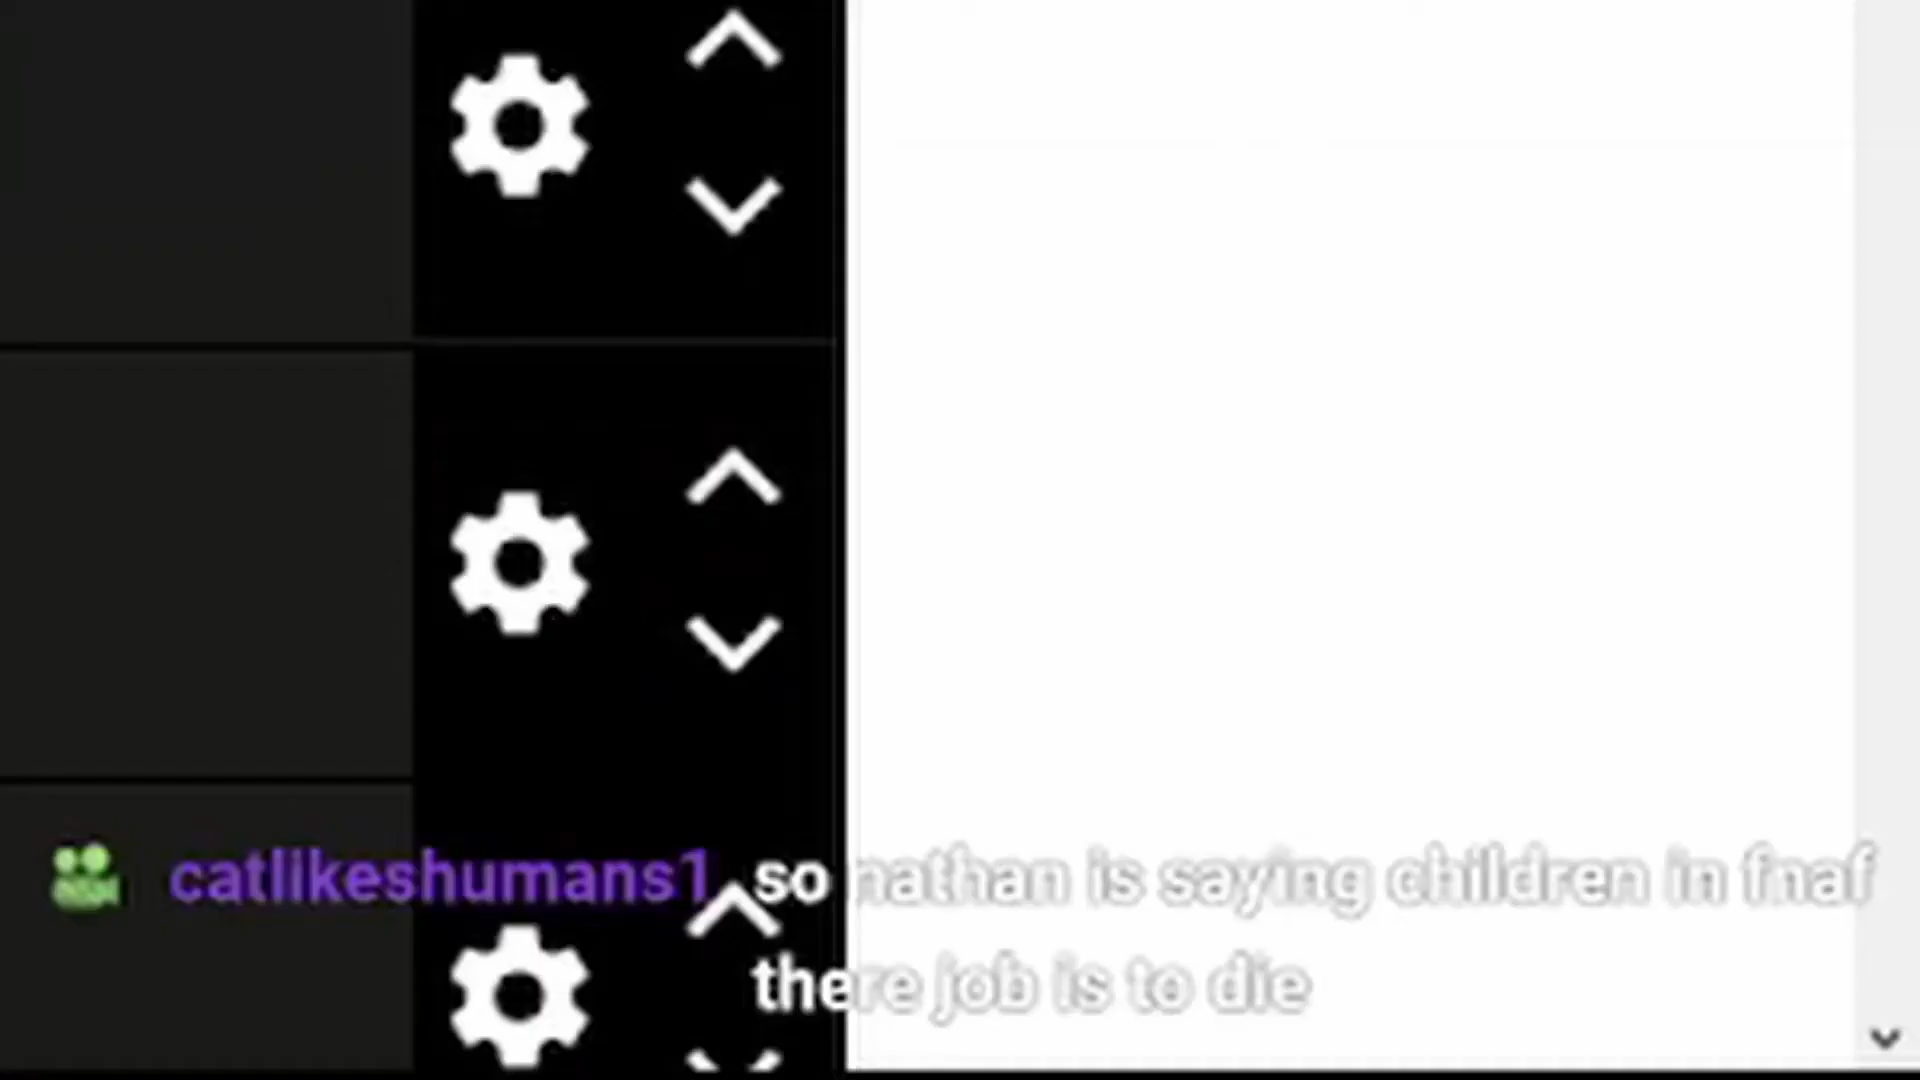 catlikeshumans1 so nathan is saying children in fnaf
there job is to die